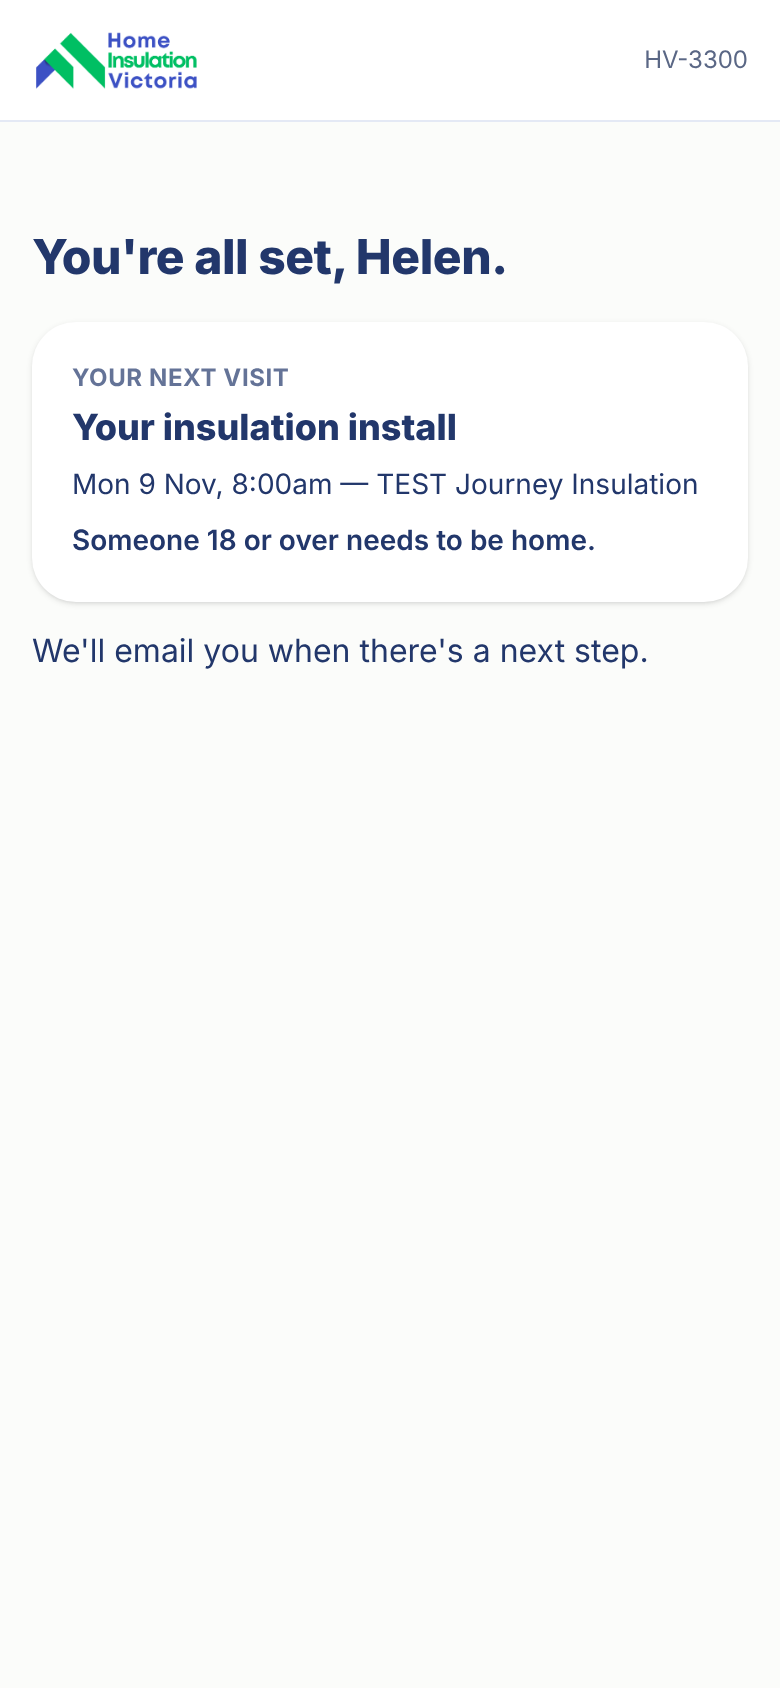 Home
Insulation
Victoria
HV-3300
You're all set, Helen.
YOUR NEXT VISIT
Your insulation install
Mon 9 Nov, 8:00am — TEST Journey Insulation
Someone 18 or over needs to be home.
We'll email you when there's a next step.